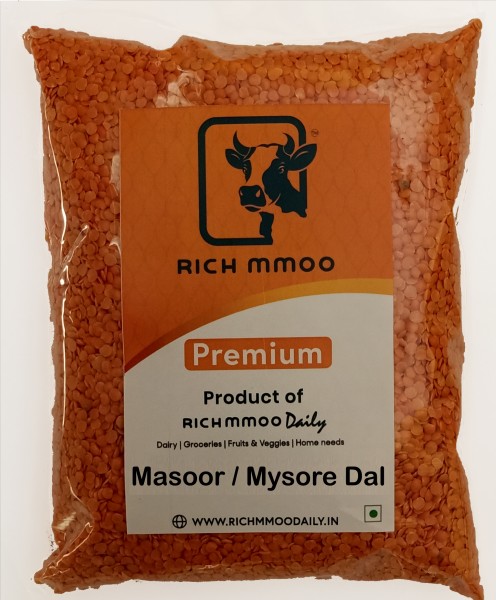 TM
RICH MMOO
Premium
Product of
RICHMMOO Daily
Dairy | Groceries | Fruits & Veggies | Home needs
Masoor / Mysore Dal
WWW.RICHMMOODAILY.IN